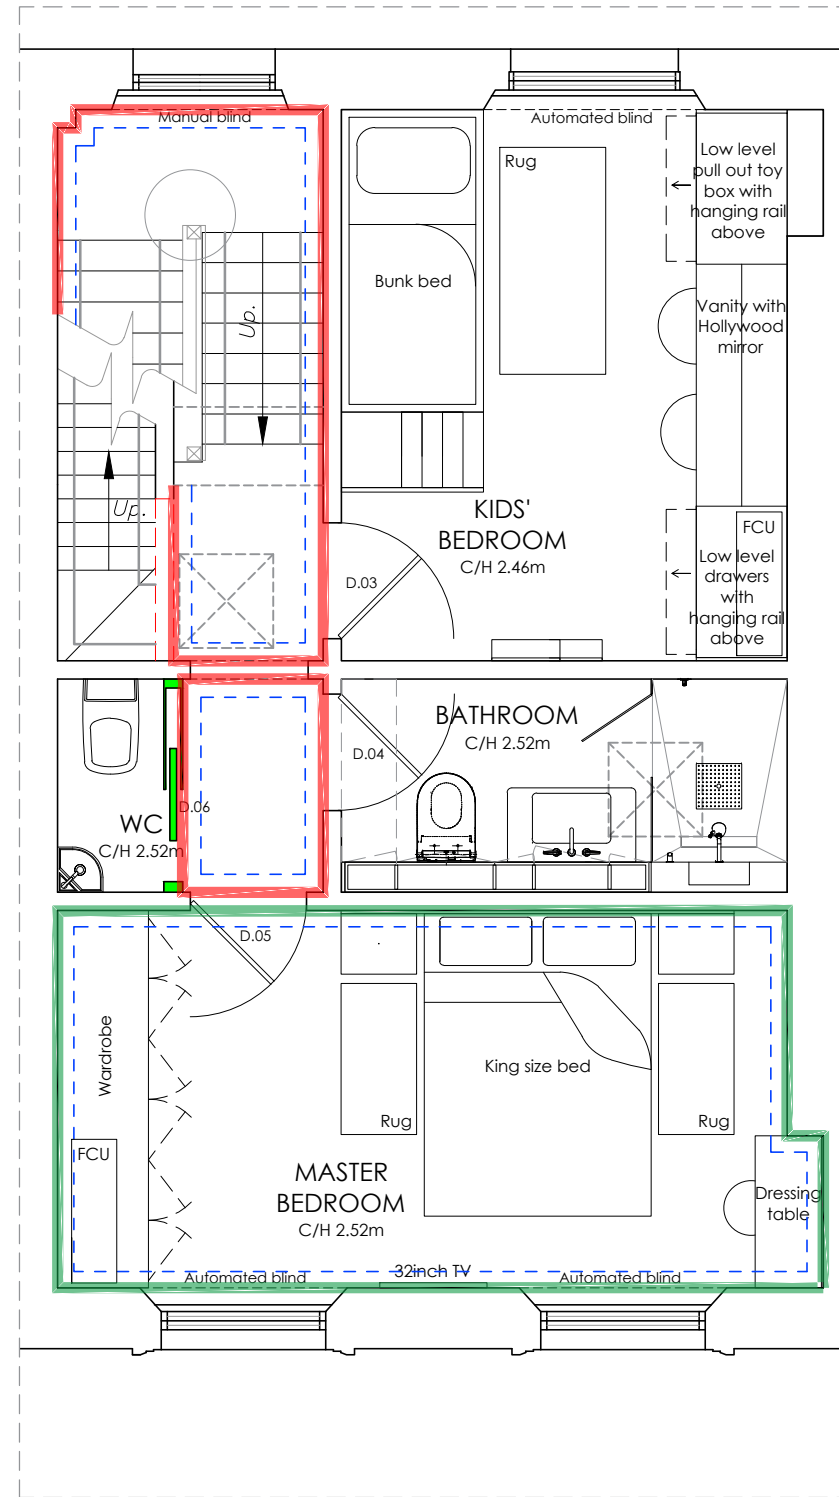 Manual blind
Automated blind
Rug
Low level
pull out toy
box with
hanging rail
above
Bunk bed
Vanity with
Hollywood
mirror
Up.
Up.
KIDS'
BEDROOM
C/H 2.46m
FCU
Low level
drawers
with
hanging rail
above
D.03
BATHROOM
C/H 2.52m
D.04
D.06
WC
C/H 2.52m
D.05
Wardrobe
King size bed
Rug
Rug
FCU
MASTER
BEDROOM
C/H 2.52m
Dressing
table
32inch TV
Automated blind
Automated blind